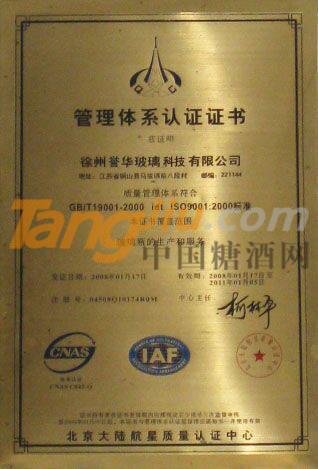 管理体系认证证书
兹证明
徐州誉华玻璃科技有限公司
地址：江苏省铜山县马坡镇前八段村 邮编：221144
质量管理体系符合
GB/T19001-2000 idt ISO9001:2000标准
本证书覆盖范围
玻璃瓶的生产和服务
发证日期：2008年01月17日
有效期：2008年01月17日至
2011年01月05日
注册号：04508Q10174R0M
中心主任：
CNAS
IAF
北京大陆航星质量认证中心
Tangjiu.com
中国糖酒网